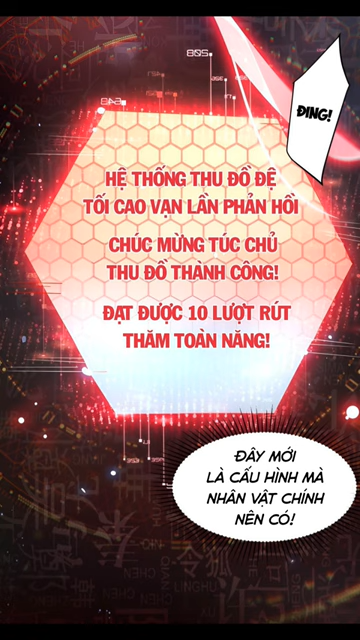 ĐING!
HỆ THỐNG THU ĐỒ ĐỆ
TỐI CAO VẠN LẦN PHẢN HỒI
CHÚC MỪNG TÚC CHỦ
THU ĐỒ THÀNH CÔNG!
ĐẠT ĐƯỢC 10 LƯỢT RÚT
THĂM TOÀN NĂNG!
ĐÂY MỚI
LÀ CẤU HÌNH MÀ
NHÂN VẬT CHÍNH
NÊN CÓ!